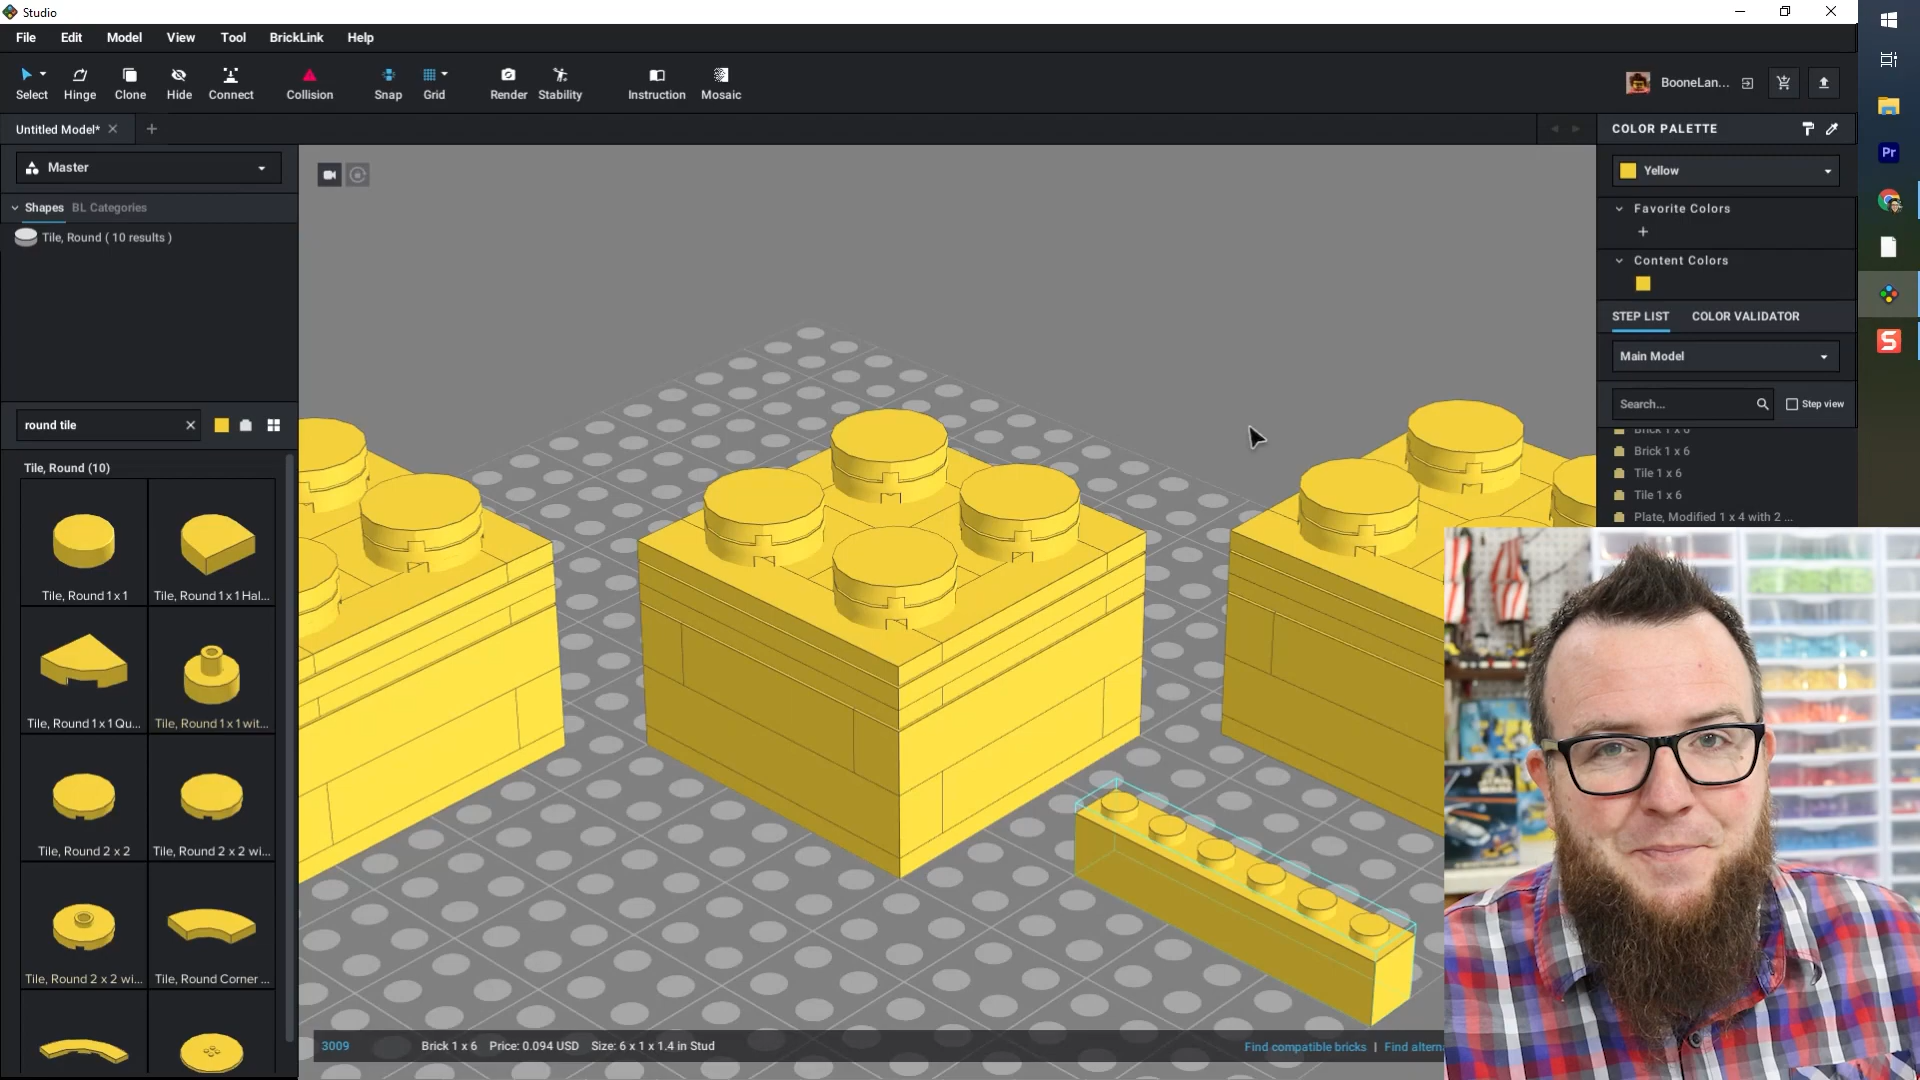 Studio
File Edit Model View Tool BrickLink Help
Select Hinge Clone Hide Connect Collision Snap Grid Render Stability Instruction Mosaic
BooneLan...
Untitled Model*
COLOR PALETTE
Master
Yellow
Shapes BL Categories
Favorite Colors
Tile, Round ( 10 results )
Content Colors
STEP LIST COLOR VALIDATOR
Main Model
Search... Step view
round tile
Brick 1 x 6
Brick 1 x 6
Tile, Round (10)
Tile 1 x 6
Tile 1 x 6
Plate, Modified 1 x 4 with 2 ...
Tile, Round 1 x 1 Tile, Round 1 x 1 Hal...
Tile, Round 1 x 1 Qu... Tile, Round 1 x 1 wit...
Tile, Round 2 x 2 Tile, Round 2 x 2 wi...
Tile, Round 2 x 2 wi... Tile, Round Corner ...
3009 Brick 1 x 6 Price: 0.094 USD Size: 6 x 1 x 1.4 in Stud
Find compatible bricks | Find altern
Pr
S